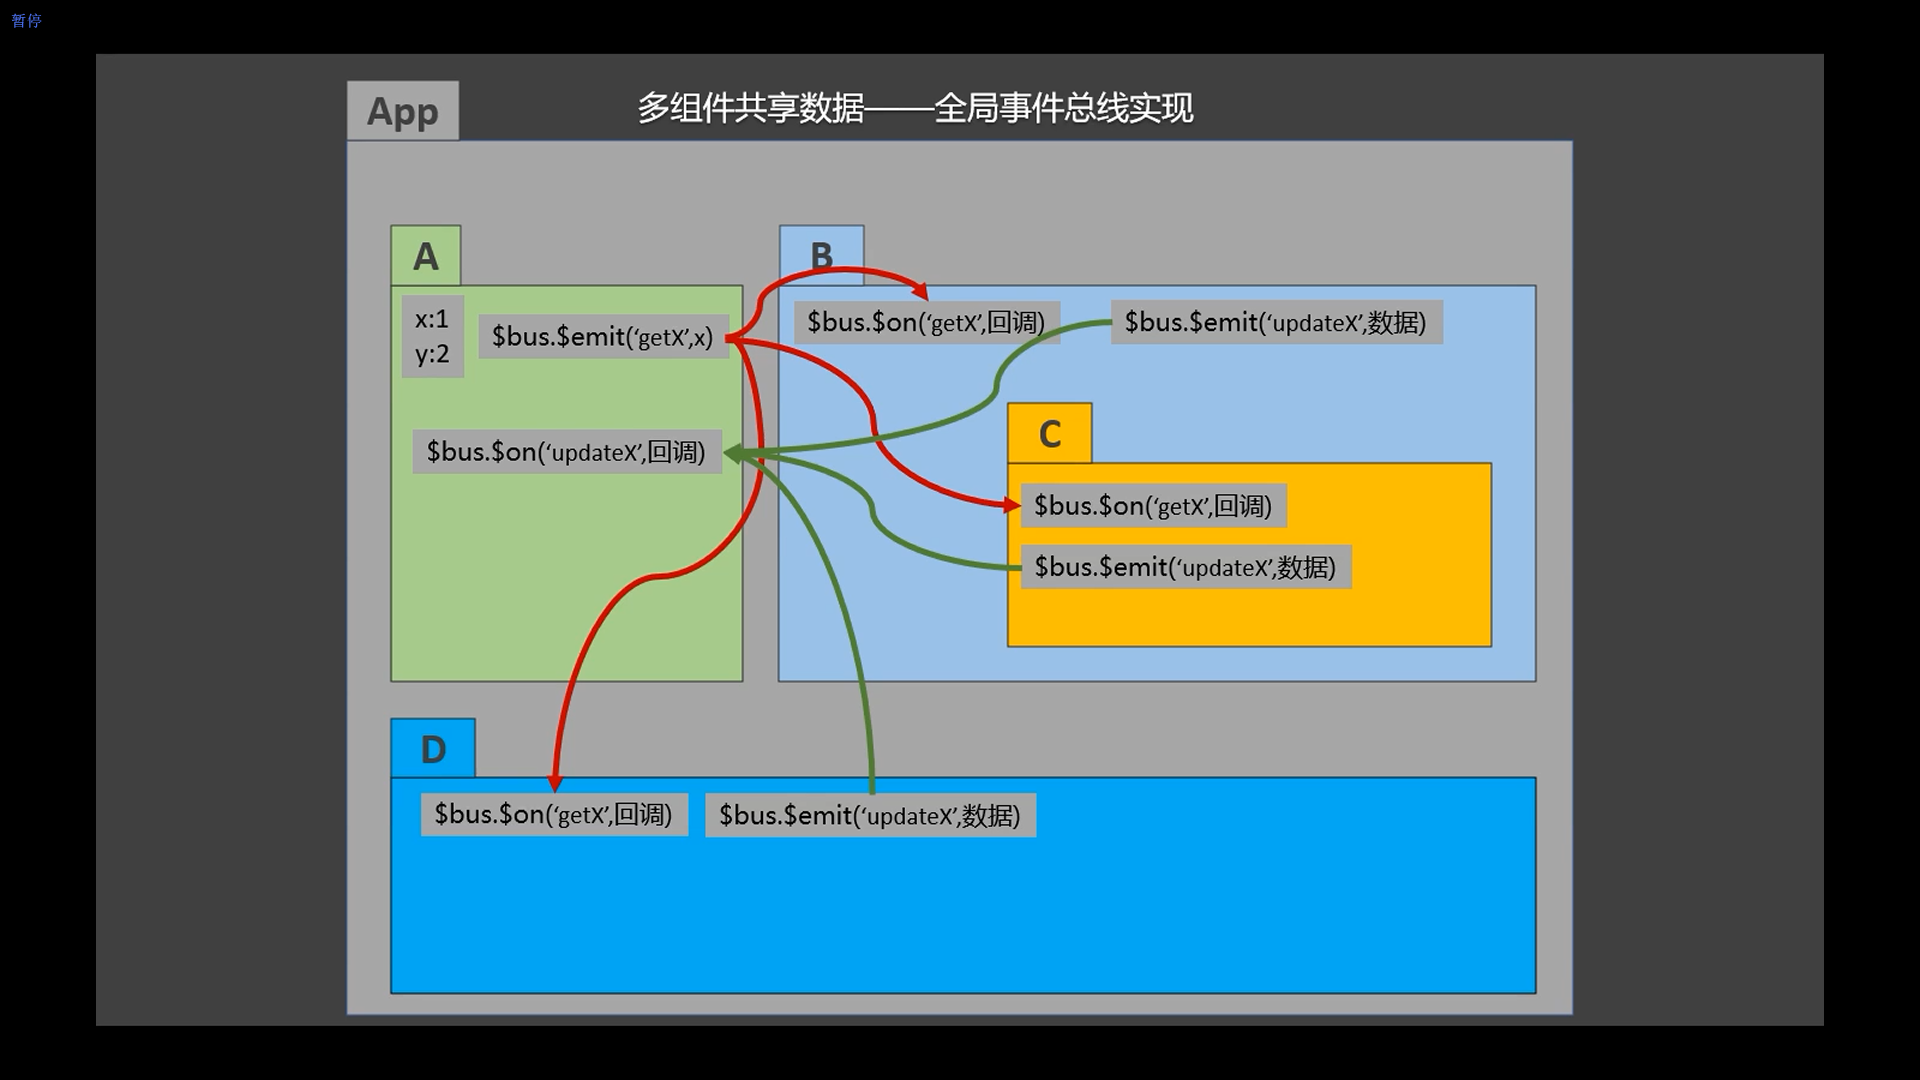 暂停
App
多组件共享数据——全局事件总线实现
A
B
x:1
y:2
$bus.$emit(‘getX’,x)
$bus.$on(‘getX’,回调)
$bus.$emit(‘updateX’,数据)
$bus.$on(‘updateX’,回调)
C
$bus.$on(‘getX’,回调)
$bus.$emit(‘updateX’,数据)
D
$bus.$on(‘getX’,回调)
$bus.$emit(‘updateX’,数据)